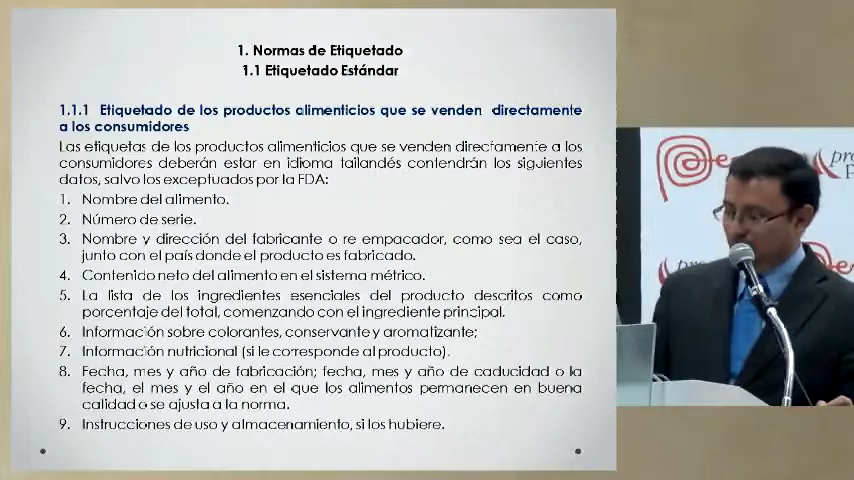 1. Normas de Etiquetado
1.1 Etiquetado Estándar
1.1.1 Etiquetado de los productos alimenticios que se venden directamente
a los consumidores
Las etiquetas de los productos alimenticios que se venden directamente a los
consumidores deberán estar en idioma tailandés contendrán los siguientes
datos, salvo los exceptuados por la FDA:
1. Nombre del alimento.
2. Número de serie.
3. Nombre y dirección del fabricante o re empacador, como sea el caso,
junto con el país donde el producto es fabricado.
4. Contenido neto del alimento en el sistema métrico.
5. La lista de los ingredientes esenciales del producto descritos como
porcentaje del total, comenzando con el ingrediente principal.
6. Información sobre colorantes, conservante y aromatizante;
7. Información nutricional (si le corresponde al producto).
8. Fecha, mes y año de fabricación; fecha, mes y año de caducidad o la
fecha, el mes y el año en el que los alimentos permanecen en buena
calidad o se ajusta a la norma.
9. Instrucciones de uso y almacenamiento, si los hubiere.